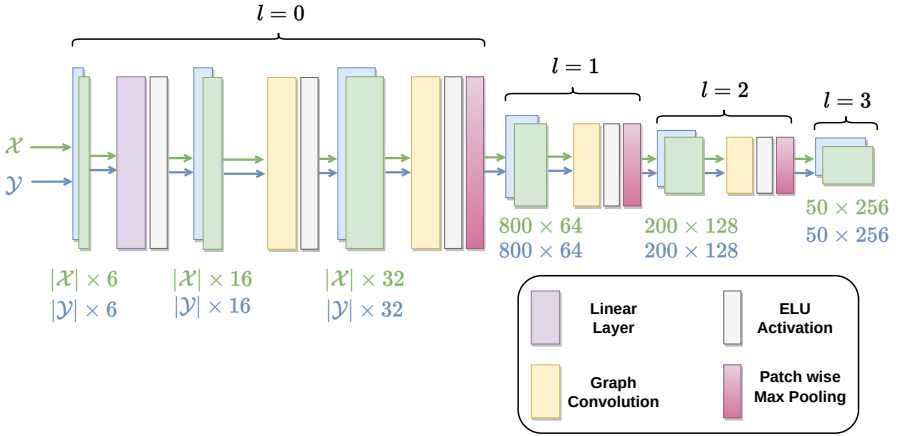 l = 0
l = 1
l = 2
l = 3
𝒳
𝒴
|𝒳| × 6
|𝒴| × 6
|𝒳| × 16
|𝒴| × 16
|𝒳| × 32
|𝒴| × 32
800 × 64
800 × 64
200 × 128
200 × 128
50 × 256
50 × 256
Linear
Layer
ELU
Activation
Graph
Convolution
Patch wise
Max Pooling